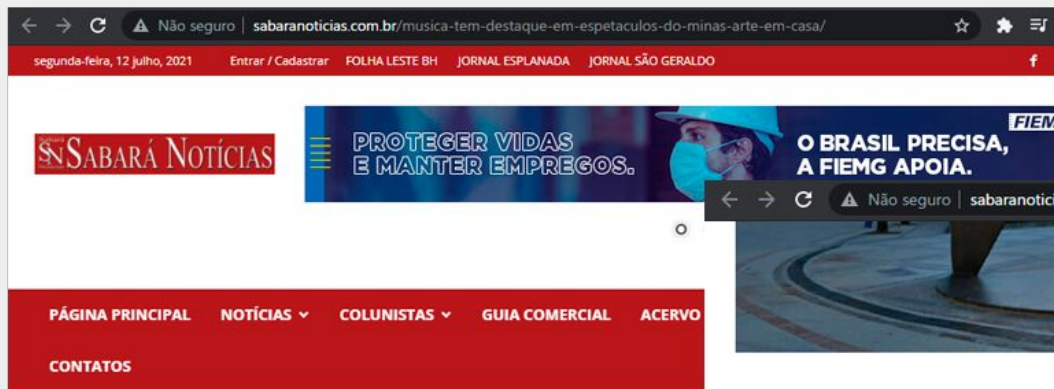 Não seguro | sabaranoticias.com.br/musica-tem-destaque-em-espetaculos-do-minas-arte-em-casa/
segunda-feira, 12 julho, 2021 Entrar / Cadastrar FOLHA LESTE BH JORNAL ESPLANADA JORNAL SÃO GERALDO f
SN SABARÁ NOTÍCIAS
PROTEGER VIDAS
E MANTER EMPREGOS.
FIEM
O BRASIL PRECISA,
A FIEMG APOIA.
Não seguro | sabaranotici
PÁGINA PRINCIPAL NOTÍCIAS COLUNISTAS GUIA COMERCIAL ACERVO
CONTATOS